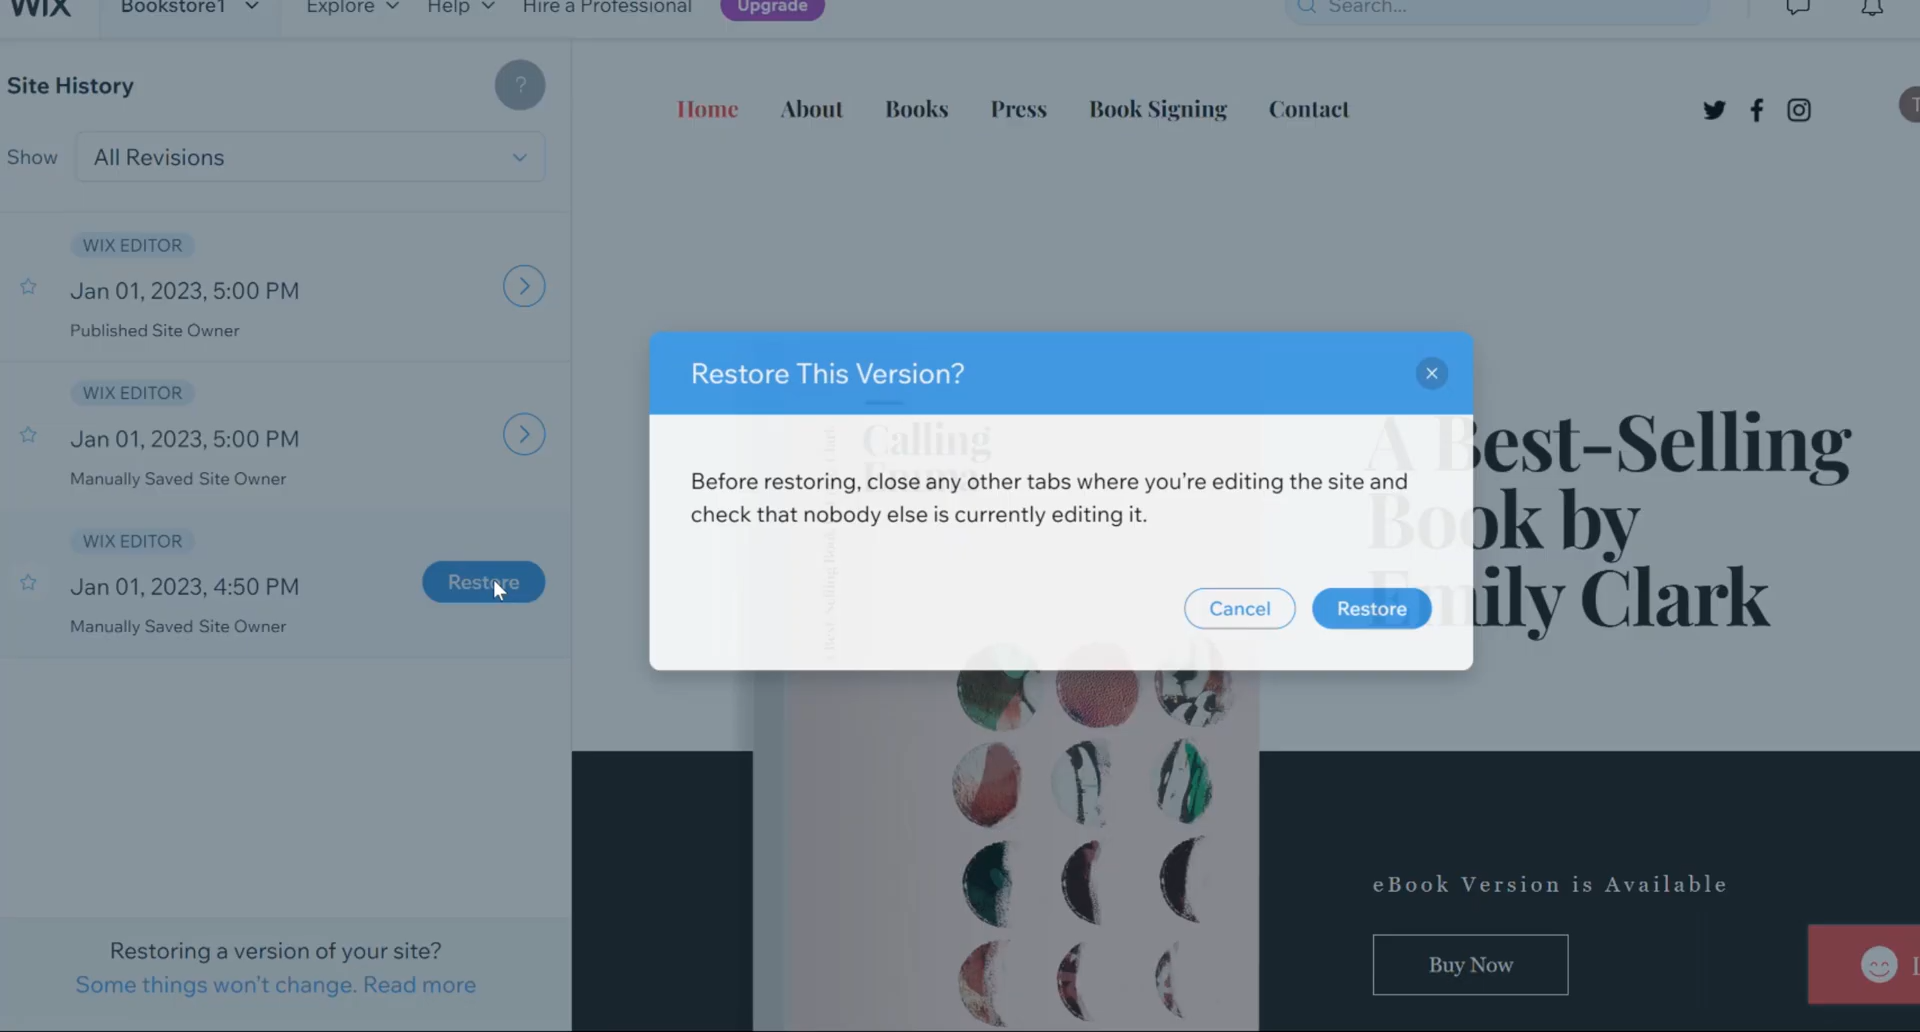 WIX
Bookstore1
Explore
Help
Hire a Professional
Upgrade
Search...
Site History
?
Show
All Revisions
WIX EDITOR
Jan 01, 2023, 5:00 PM
Published Site Owner
WIX EDITOR
Jan 01, 2023, 5:00 PM
Manually Saved Site Owner
WIX EDITOR
Jan 01, 2023, 4:50 PM
Restore
Manually Saved Site Owner
Restoring a version of your site?
Some things won't change. Read more
Home
About
Books
Press
Book Signing
Contact
Restore This Version?
Before restoring, close any other tabs where you're editing the site and
check that nobody else is currently editing it.
Cancel
Restore
Calling
A Best-Selling
Book by
Emily Clark
eBook Version is Available
Buy Now